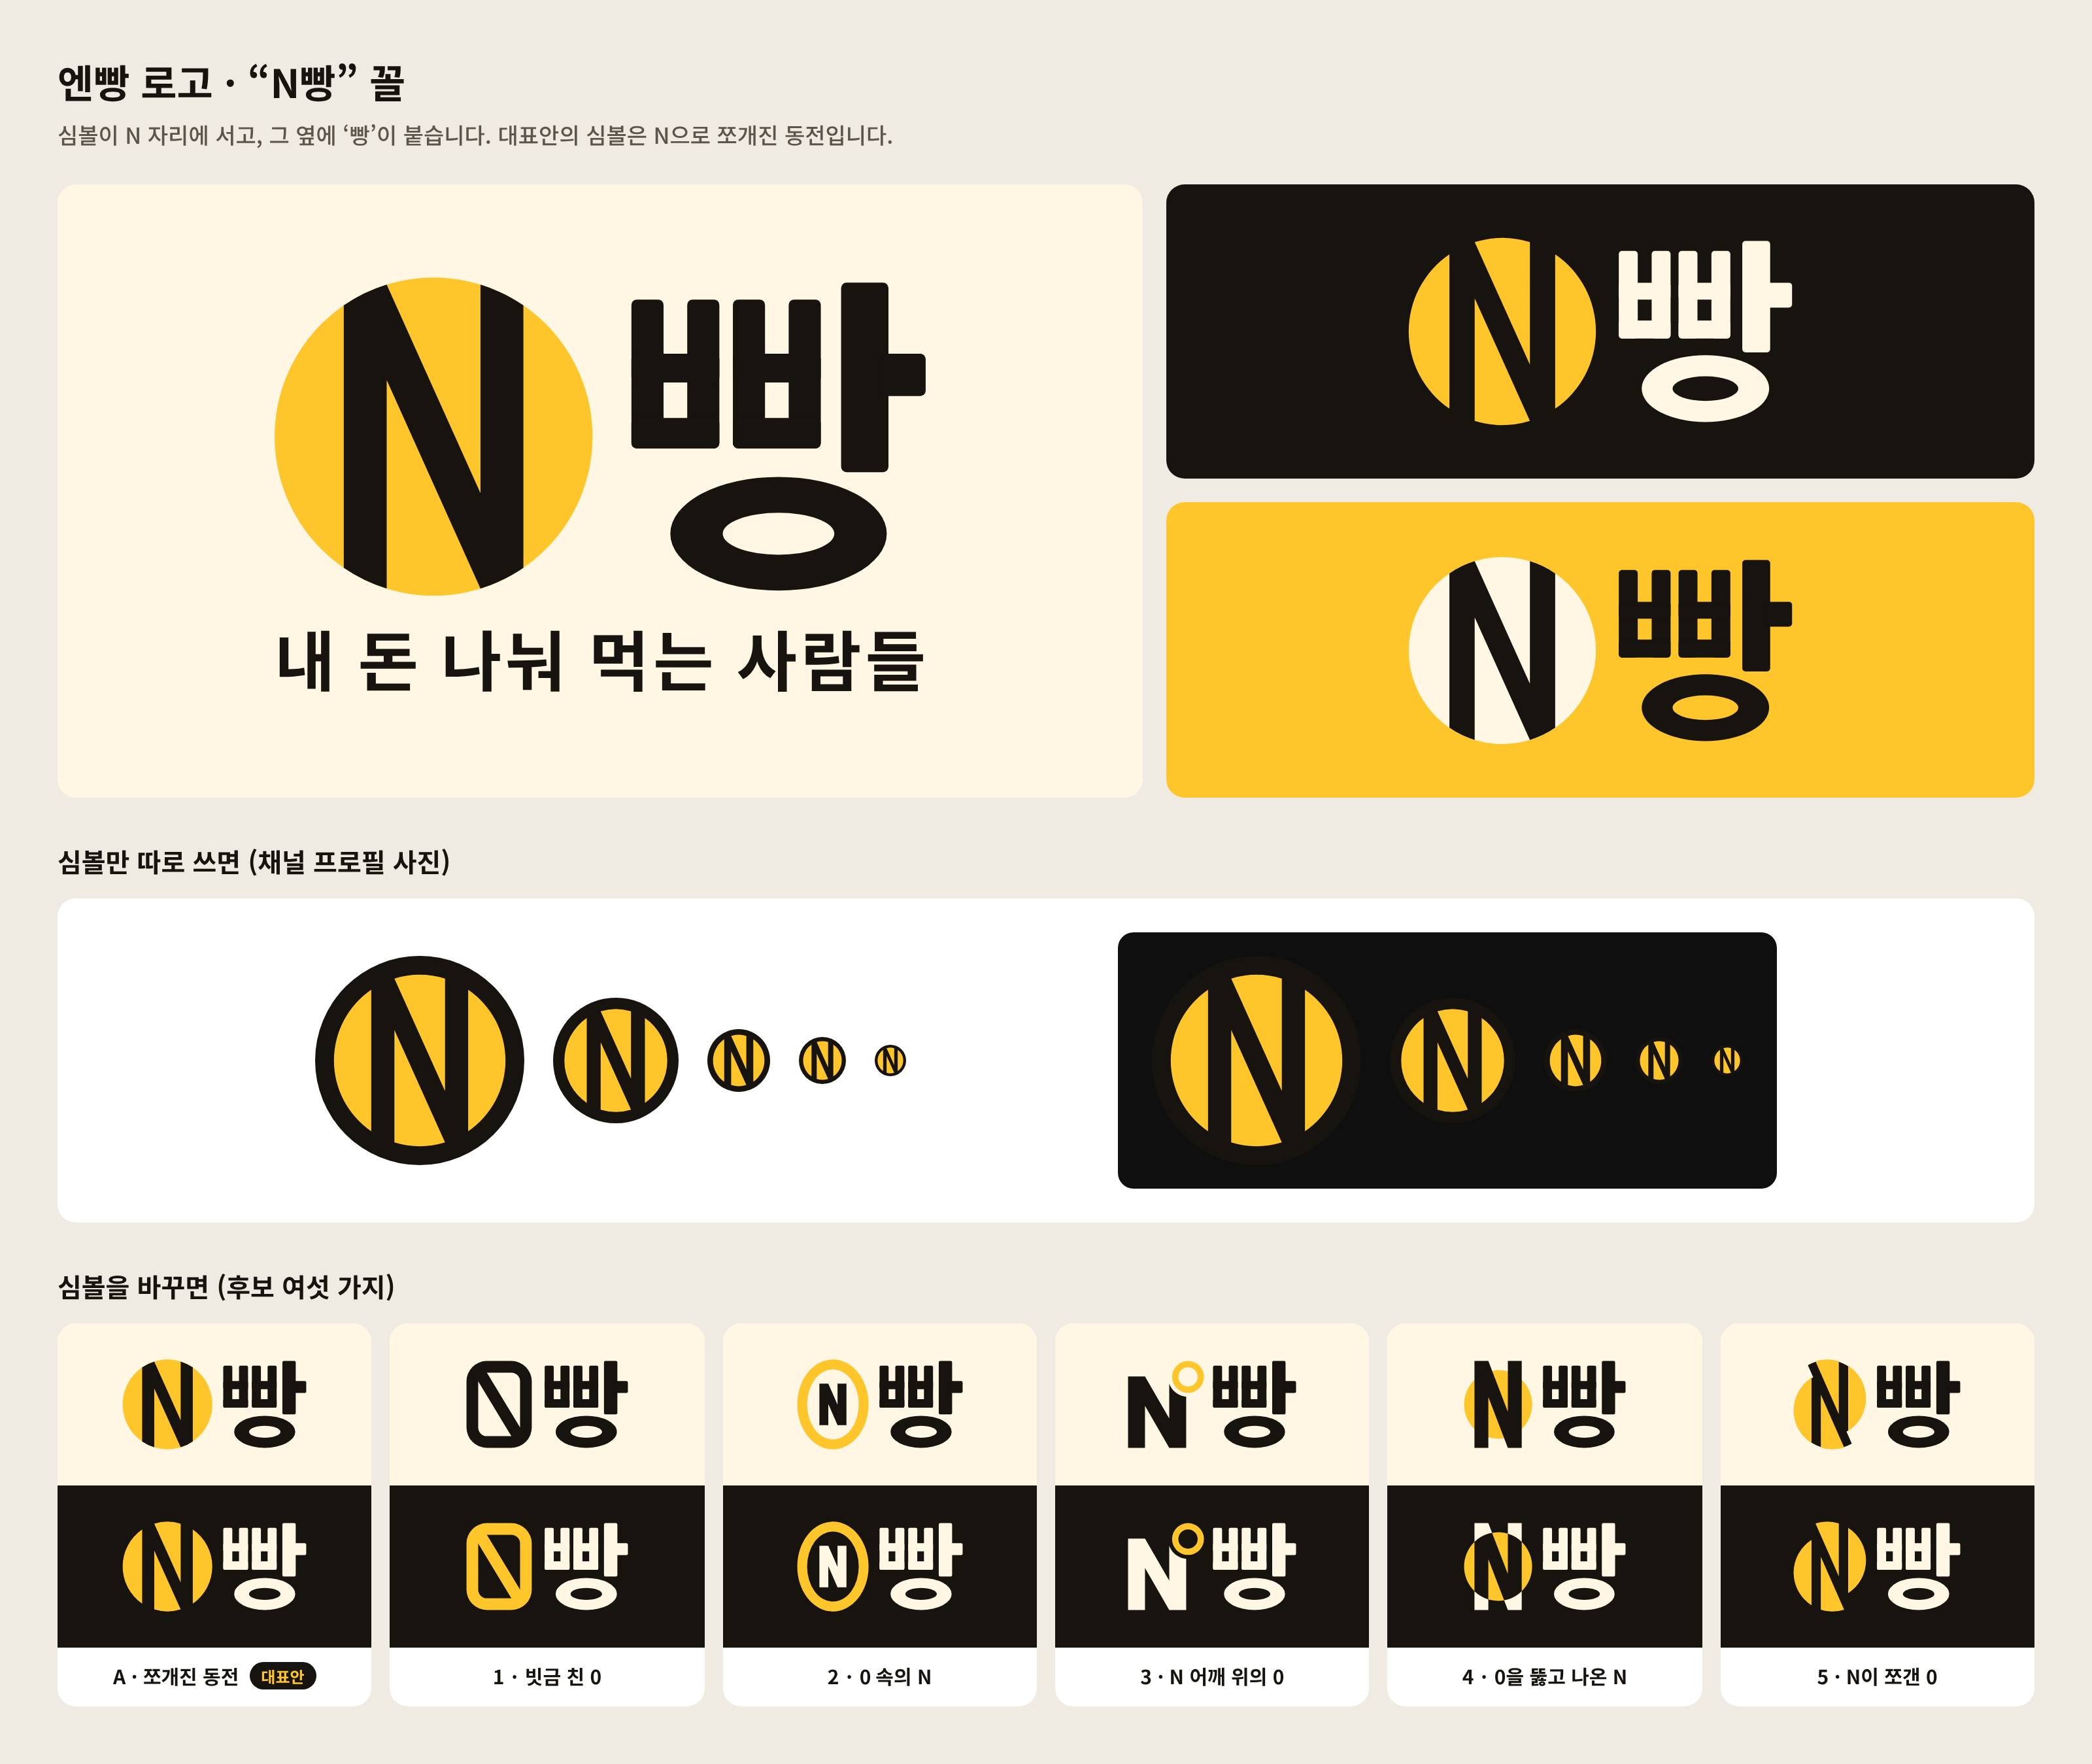 엔빵 로고 · “N빵” 꼴
심볼이 N 자리에 서고, 그 옆에 ‘빵’이 붙습니다. 대표안의 심볼은 N으로 쪼개진 동전입니다.
N빵
내 돈 나눠 먹는 사람들
N빵
N빵
심볼만 따로 쓰면 (채널 프로필 사진)
N N N N N
N N N N N
심볼을 바꾸면 (후보 여섯 가지)
N빵
N빵
A · 쪼개진 동전 대표안
0빵
0빵
1 · 빗금 친 0
N빵
N빵
2 · 0 속의 N
N빵
N빵
3 · N 어깨 위의 0
N빵
N빵
4 · 0을 뚫고 나온 N
N빵
N빵
5 · N이 쪼갠 0